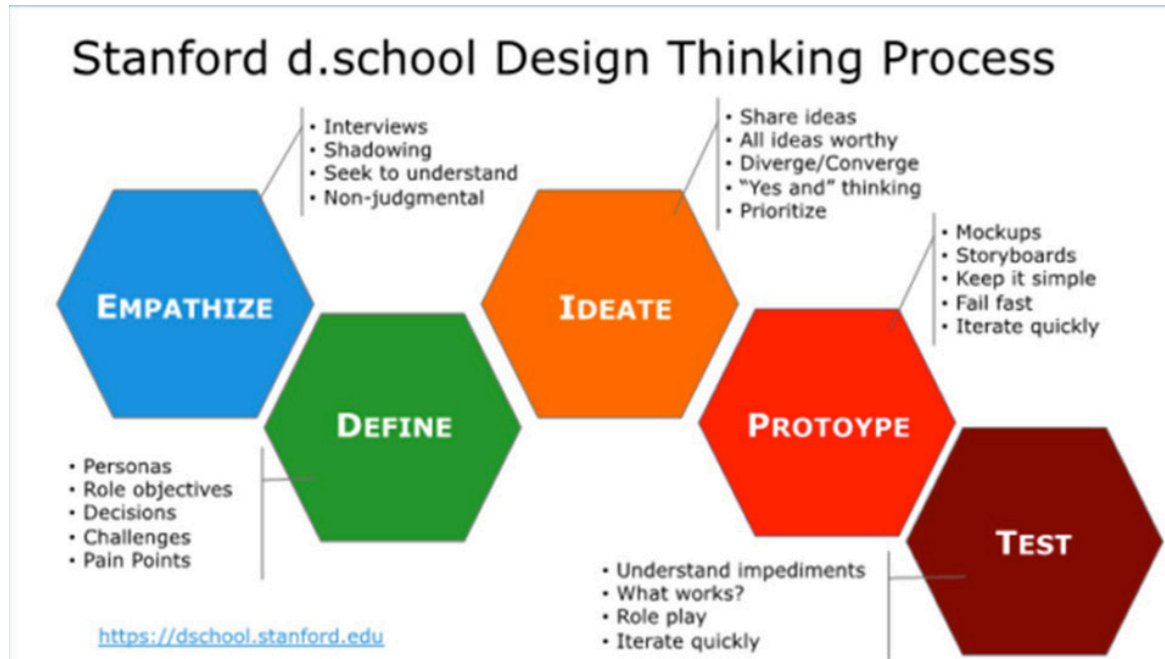 Stanford d.school Design Thinking Process
• Interviews
• Shadowing
• Seek to understand
• Non-judgmental
EMPATHIZE
• Personas
• Role objectives
• Decisions
• Challenges
• Pain Points
DEFINE
• Share ideas
• All ideas worthy
• Diverge/Converge
• "Yes and" thinking
• Prioritize
IDEATE
• Mockups
• Storyboards
• Keep it simple
• Fail fast
• Iterate quickly
PROTOYPE
• Understand impediments
• What works?
• Role play
• Iterate quickly
TEST
https://dschool.stanford.edu